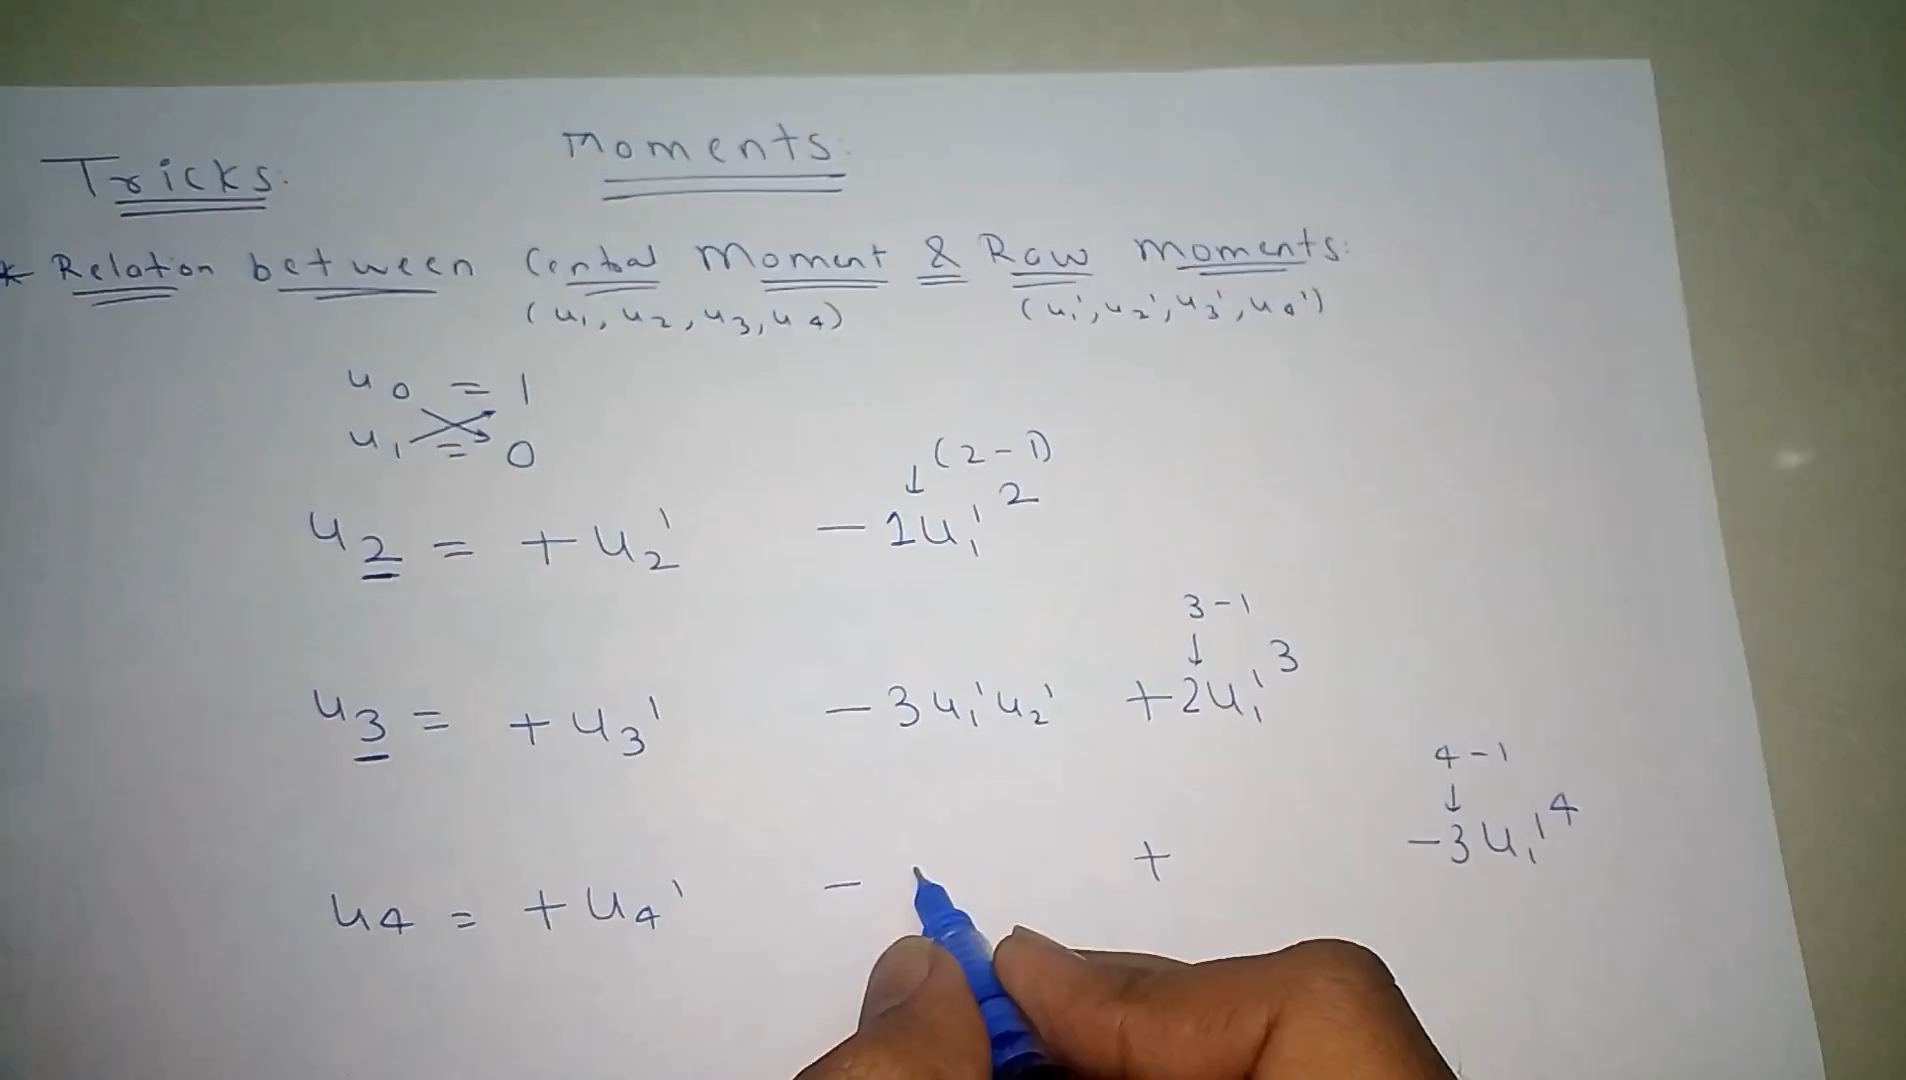 Tricks. Moments:
* Relation between Central Moment & Raw moments:
(u₁, u₂, u₃, u₄) (u₁', u₂', u₃', u₄')
u₀ = 1
u₁ = 0
(2-1)
↓
u₂ = + u₂' - 1u₁'²
3-1
↓
u₃ = + u₃' - 3u₁'u₂' + 2u₁'³
4-1
↓
u₄ = + u₄' - + - 3u₁'⁴